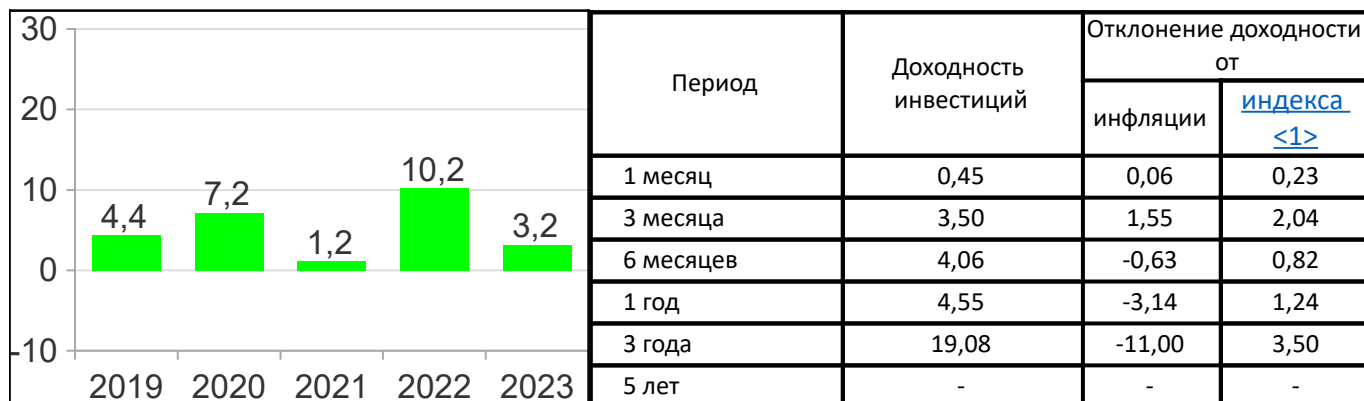 30
20
10
0
-10
4,4
7,2
1,2
10,2
3,2
2019 2020 2021 2022 2023
Период
Доходность
инвестиций
Отклонение доходности
от
инфляции
индекса
<1>
1 месяц 0,45 0,06 0,23
3 месяца 3,50 1,55 2,04
6 месяцев 4,06 -0,63 0,82
1 год 4,55 -3,14 1,24
3 года 19,08 -11,00 3,50
5 лет - - -